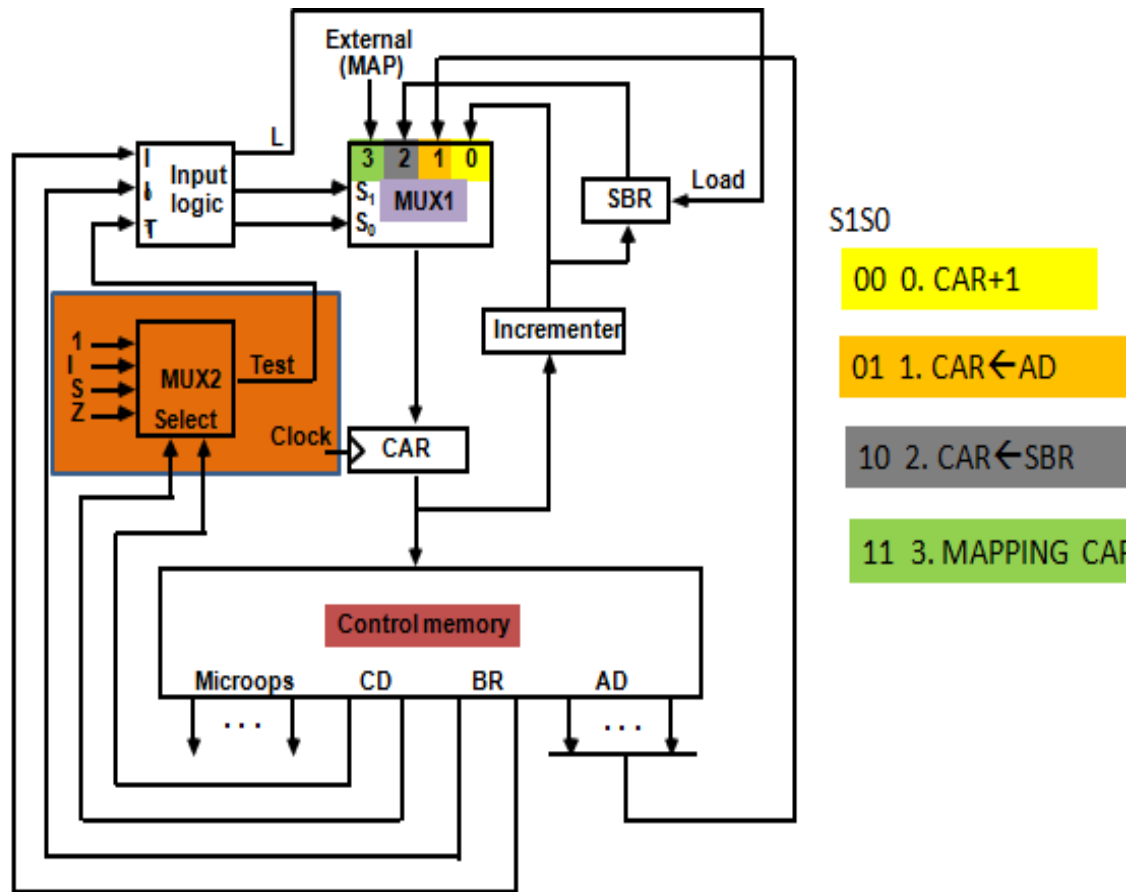 External
(MAP)
L
I
Input
logic
I
0
T
1
3 2 1 0
S1
MUX1
S0
SBR
Load
Incrementer
1
I
S
Z
MUX2
Select
Test
Clock
CAR
Control memory
Microops CD BR AD
. . . . . .
S1S0
00 0. CAR+1
01 1. CAR←AD
10 2. CAR←SBR
11 3. MAPPING CAR